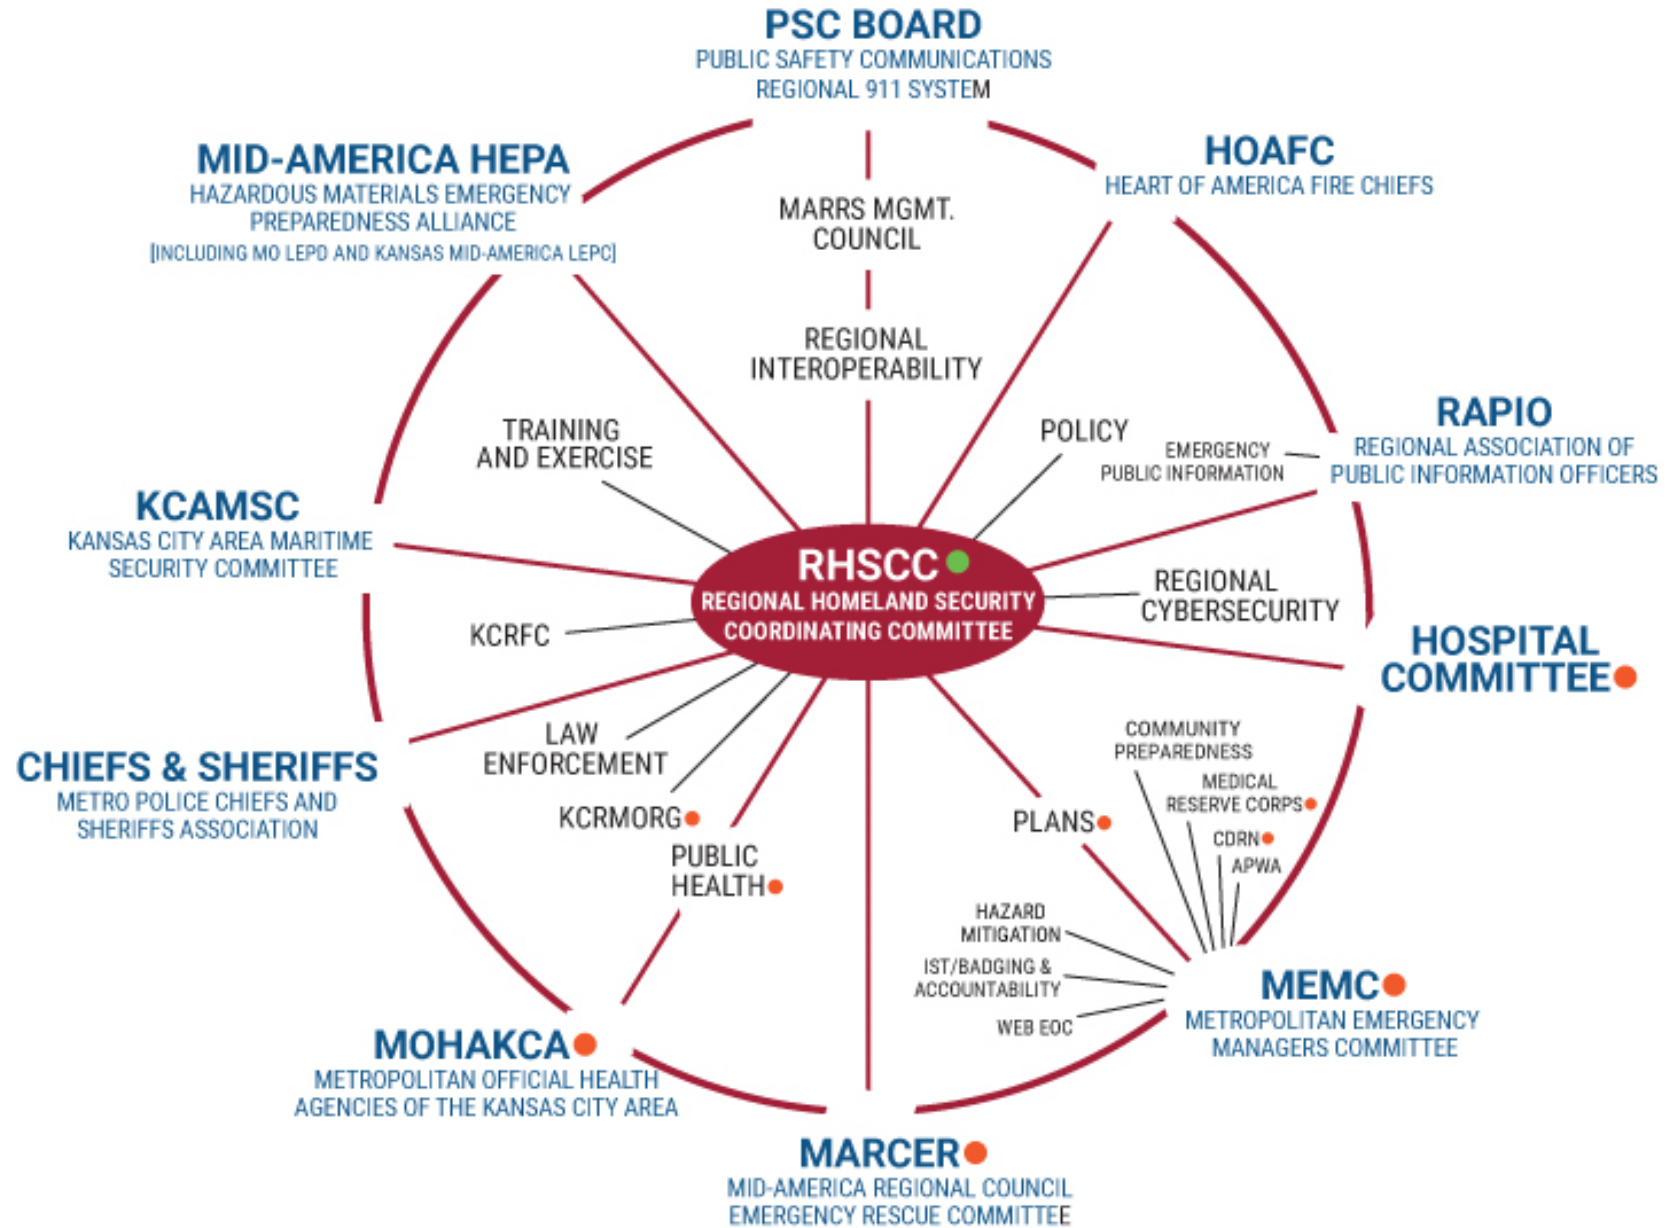 PSC BOARD
PUBLIC SAFETY COMMUNICATIONS
REGIONAL 911 SYSTEM
HOAFC
HEART OF AMERICA FIRE CHIEFS
MID-AMERICA HEPA
HAZARDOUS MATERIALS EMERGENCY
PREPAREDNESS ALLIANCE
[INCLUDING MO LEPD AND KANSAS MID-AMERICA LEPC]
MARRS MGMT.
COUNCIL
REGIONAL
INTEROPERABILITY
TRAINING
AND EXERCISE
POLICY
EMERGENCY
PUBLIC INFORMATION
RAPIO
REGIONAL ASSOCIATION OF
PUBLIC INFORMATION OFFICERS
KCAMSC
KANSAS CITY AREA MARITIME
SECURITY COMMITTEE
RHSCC
REGIONAL HOMELAND SECURITY
COORDINATING COMMITTEE
REGIONAL
CYBERSECURITY
KCRFC
HOSPITAL
COMMITTEE
CHIEFS & SHERIFFS
METRO POLICE CHIEFS AND
SHERIFFS ASSOCIATION
LAW
ENFORCEMENT
KCRMORG
PUBLIC
HEALTH
PLANS
COMMUNITY
PREPAREDNESS
MEDICAL
RESERVE CORPS
CDRN
APWA
HAZARD
MITIGATION
IST/BADGING &
ACCOUNTABILITY
WEB EOC
MEMC
METROPOLITAN EMERGENCY
MANAGERS COMMITTEE
MOHAKCA
METROPOLITAN OFFICIAL HEALTH
AGENCIES OF THE KANSAS CITY AREA
MARCER
MID-AMERICA REGIONAL COUNCIL
EMERGENCY RESCUE COMMITTEE